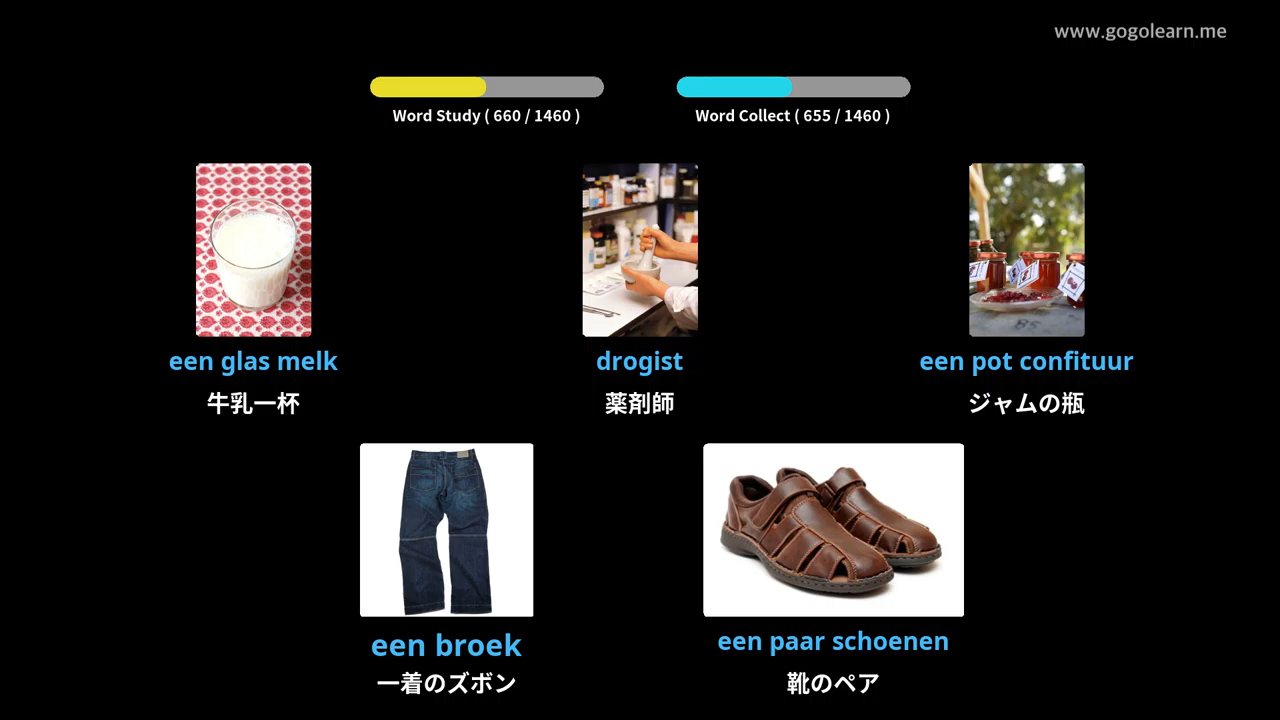 www.gogolearn.me
Word Study ( 660 / 1460 )
Word Collect ( 655 / 1460 )
een glas melk
牛乳一杯
drogist
薬剤師
een pot confituur
ジャムの瓶
een broek
一着のズボン
een paar schoenen
靴のペア